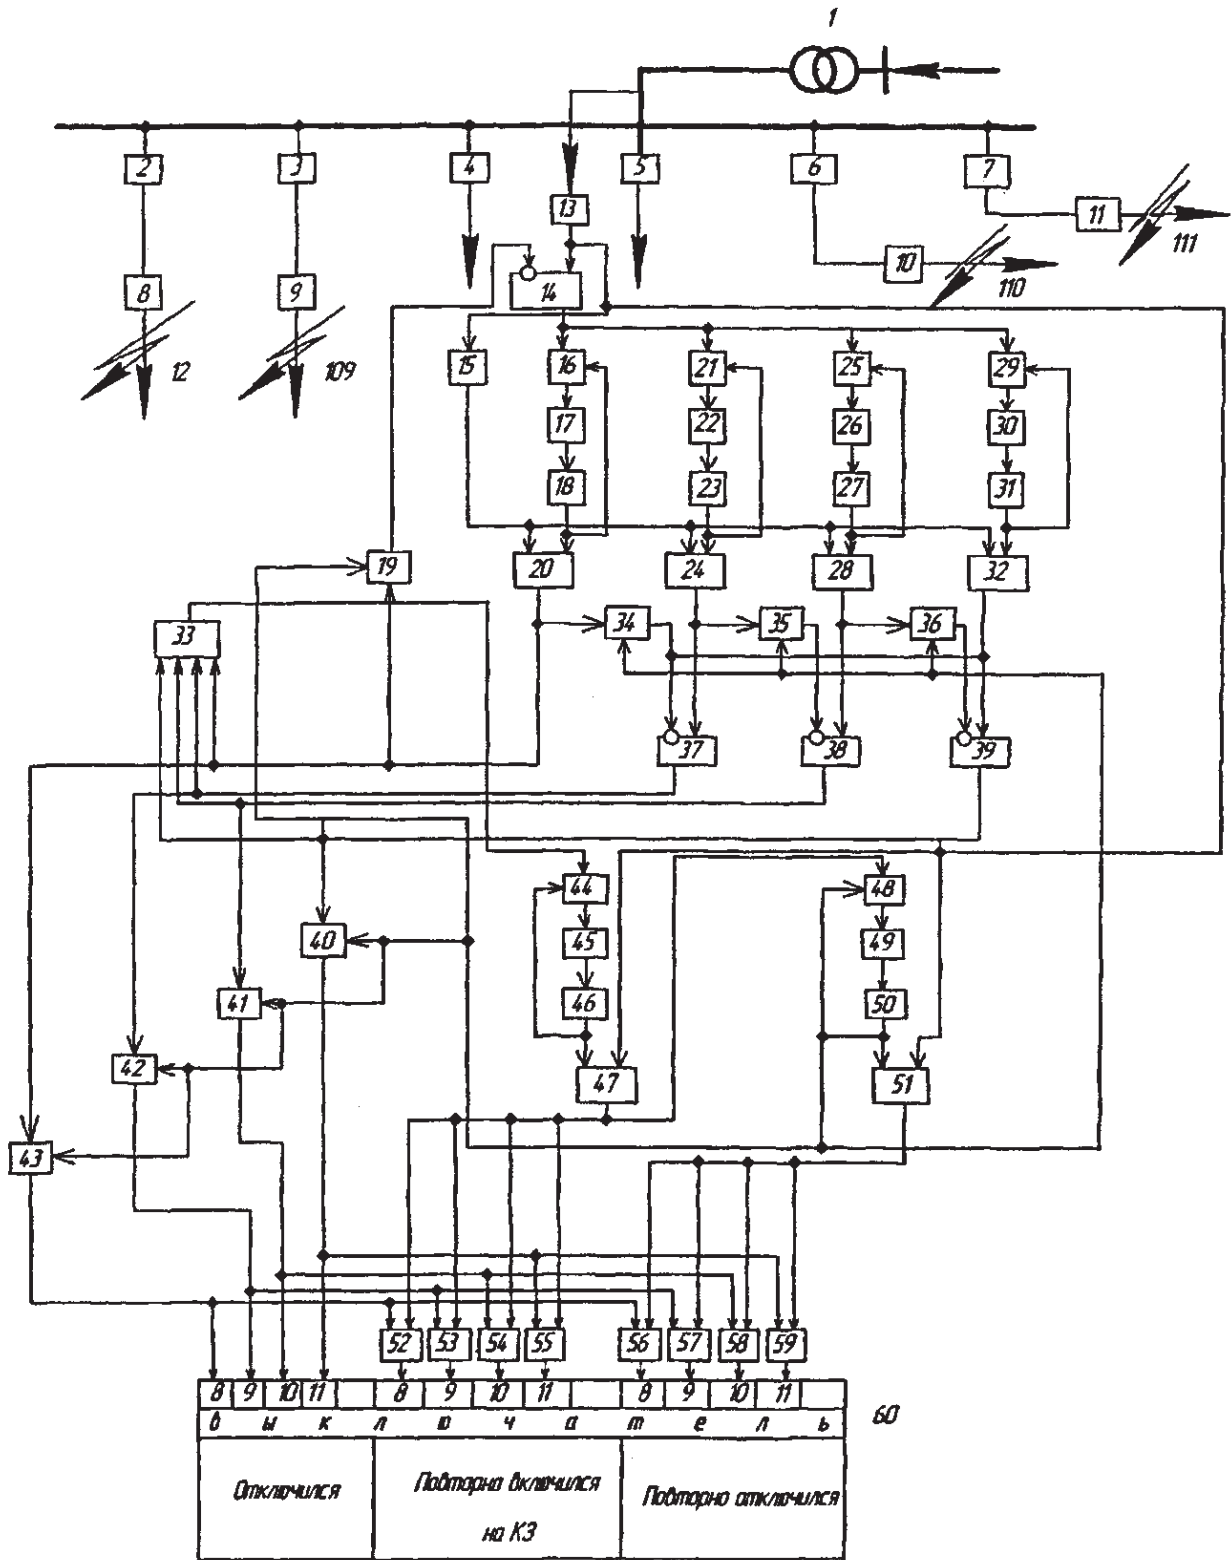 1
2 3 4 5 6 7
13 11
8 9 10 111
14 110
12 109
15 16 21 25 29
17 22 26 30
18 23 27 31
19 20 24 28 32
33 34 35 36
37 38 39
44 48
40 45 49
41 46 50
42 47 51
43
52 53 54 55 56 57 58 59
8 9 10 11 8 9 10 11 8 9 10 11
в ы к л ю ч а т е л ь 60
Отключился
Повторно включился
на КЗ
Повторно отключился